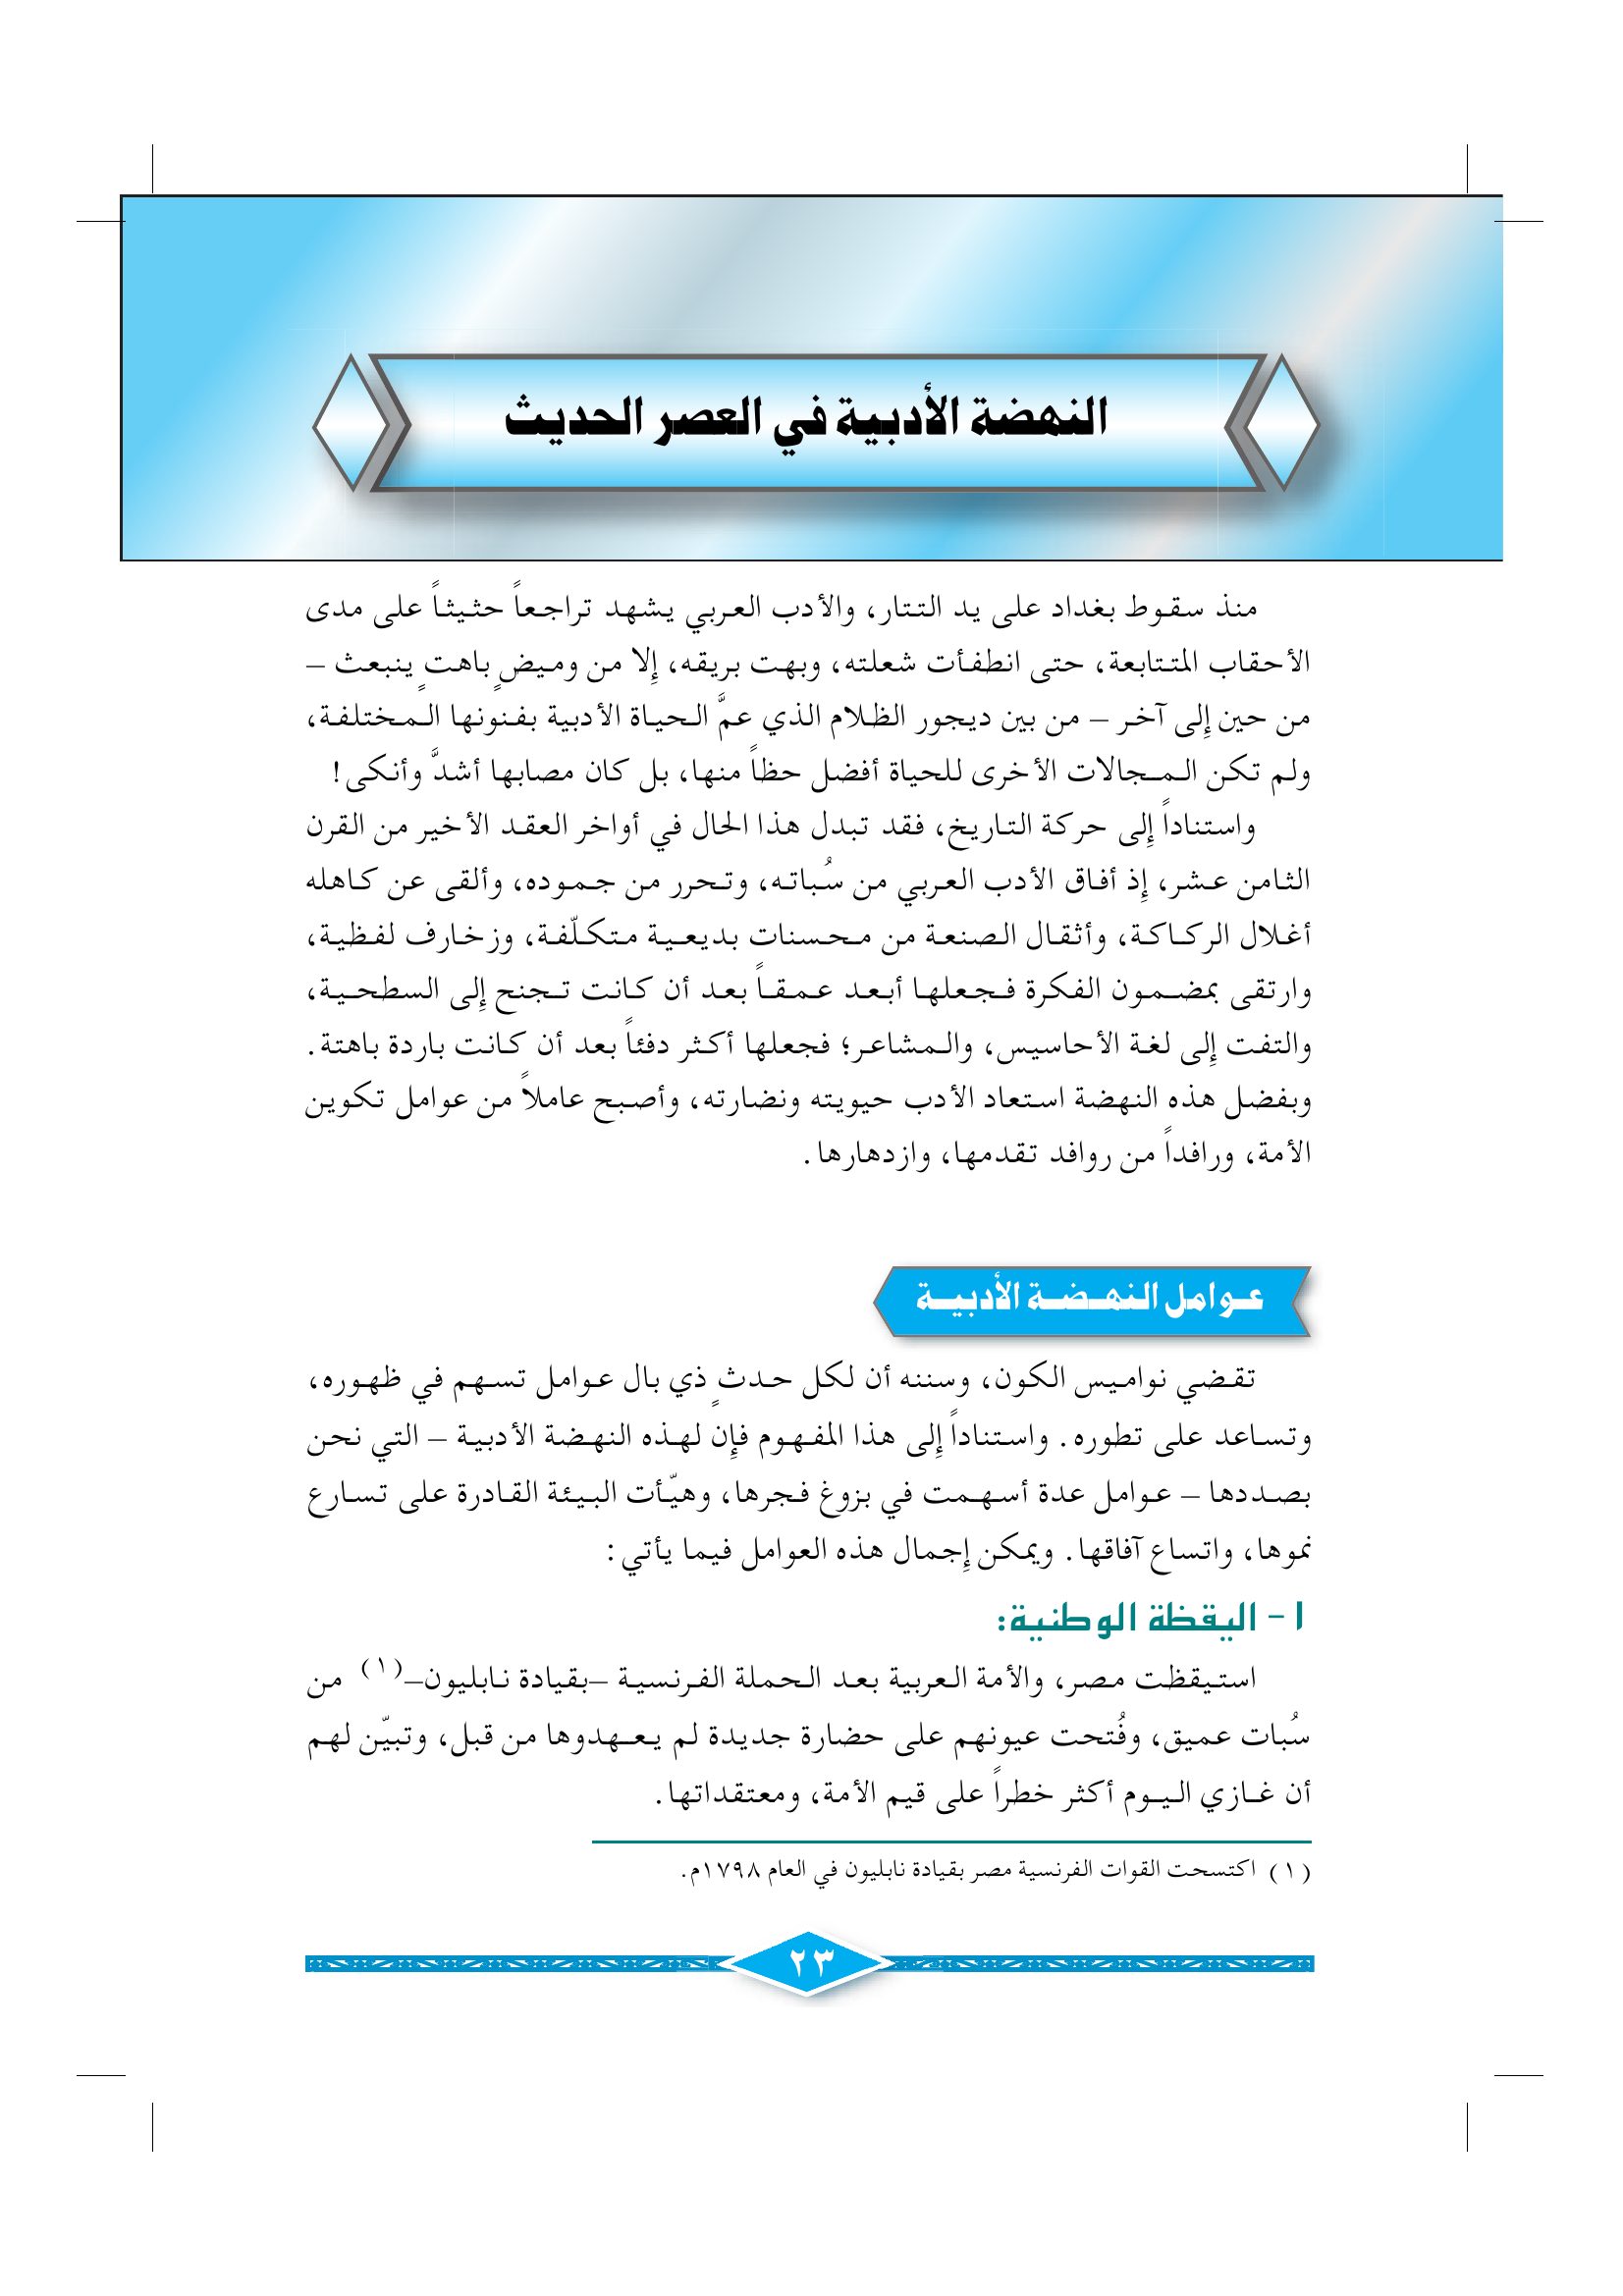 النهضة الأدبية في العصر الحديث
منذ سقوط بغداد على يد التتار، والأدب العربي يشهد تراجعاً حثيثاً على مدى
الأحقاب المتتابعة، حتى انطفأت شعلته، وبهت بريقه، إلا من وميضٍ باهتٍ ينبعث –
من حين إلى آخر – من بين ديجور الظلام الذي عمَّ الحياة الأدبية بفنونها المختلفة،
ولم تكن المجالات الأخرى للحياة أفضل حظاً منها، بل كان مصابها أشدَّ وأنكى!
واستناداً إلى حركة التاريخ، فقد تبدل هذا الحال في أواخر العقد الأخير من القرن
الثامن عشر، إذ أفاق الأدب العربي من سُباته، وتحرر من جموده، وألقى عن كاهله
أغلال الركاكة، وأثقال الصنعة من محسنات بديعية متكلّفة، وزخارف لفظية،
وارتقى بمضمون الفكرة فجعلها أبعد عمقاً بعد أن كانت تجنح إلى السطحية،
والتفت إلى لغة الأحاسيس، والمشاعر؛ فجعلها أكثر دفئاً بعد أن كانت باردة باهتة.
وبفضل هذه النهضة استعاد الأدب حيويته ونضارته، وأصبح عاملاً من عوامل تكوين
الأمة، ورافداً من روافد تقدمها، وازدهارها.
عوامل النهضة الأدبية
تقضي نواميس الكون، وسننه أن لكل حدثٍ ذي بال عوامل تسهم في ظهوره،
وتساعد على تطوره. واستناداً إلى هذا المفهوم فإن لهذه النهضة الأدبية – التي نحن
بصددها – عوامل عدة أسهمت في بزوغ فجرها، وهيّأت البيئة القادرة على تسارع
نموها، واتساع آفاقها. ويمكن إجمال هذه العوامل فيما يأتي:
١- اليقظة الوطنية:
استيقظت مصر، والأمة العربية بعد الحملة الفرنسية –بقيادة نابليون–(١) من
سُبات عميق، وفُتحت عيونهم على حضارة جديدة لم يعهدوها من قبل، وتبيّن لهم
أن غازي اليوم أكثر خطراً على قيم الأمة، ومعتقداتها.
(١) اكتسحت القوات الفرنسية مصر بقيادة نابليون في العام ١٧٩٨م.
٢٣